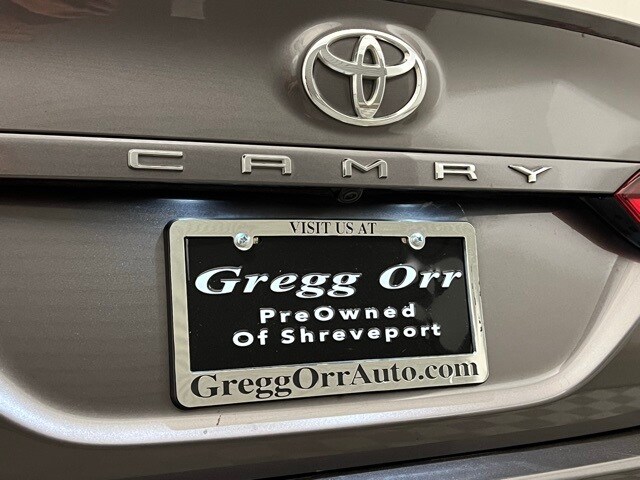 CAMRY
VISIT US AT
Gregg Orr
PreOwned
Of Shreveport
GreggOrrAuto.com